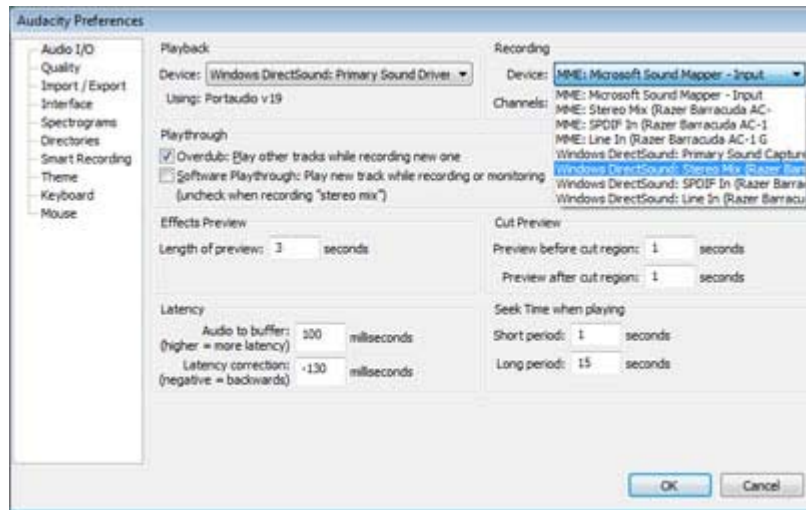 Audacity Preferences
Audio I/O
Quality
Import / Export
Interface
Spectrograms
Directories
Smart Recording
Theme
Keyboard
Mouse
Playback
Device: Windows DirectSound: Primary Sound Driver
Using: Portaudio v19
Recording
Device: MME: Microsoft Sound Mapper - Input
Channels:
MME: Microsoft Sound Mapper - Input
MME: Stereo Mix (Razer Barracuda AC-
MME: SPDIF In (Razer Barracuda AC-1
MME: Line In (Razer Barracuda AC-1 G
Windows DirectSound: Primary Sound Capture
Windows DirectSound: Stereo Mix (Razer Barr
Windows DirectSound: SPDIF In (Razer Barra
Windows DirectSound: Line In (Razer Barracu
Playthrough
Overdub: Play other tracks while recording new one
Software Playthrough: Play new track while recording or monitoring
(uncheck when recording "stereo mix")
Effects Preview
Length of preview: 3 seconds
Cut Preview
Preview before cut region: 1 seconds
Preview after cut region: 1 seconds
Latency
Audio to buffer: 100 milliseconds
(higher = more latency)
Latency correction: -130 milliseconds
(negative = backwards)
Seek Time when playing
Short period: 1 seconds
Long period: 15 seconds
OK
Cancel